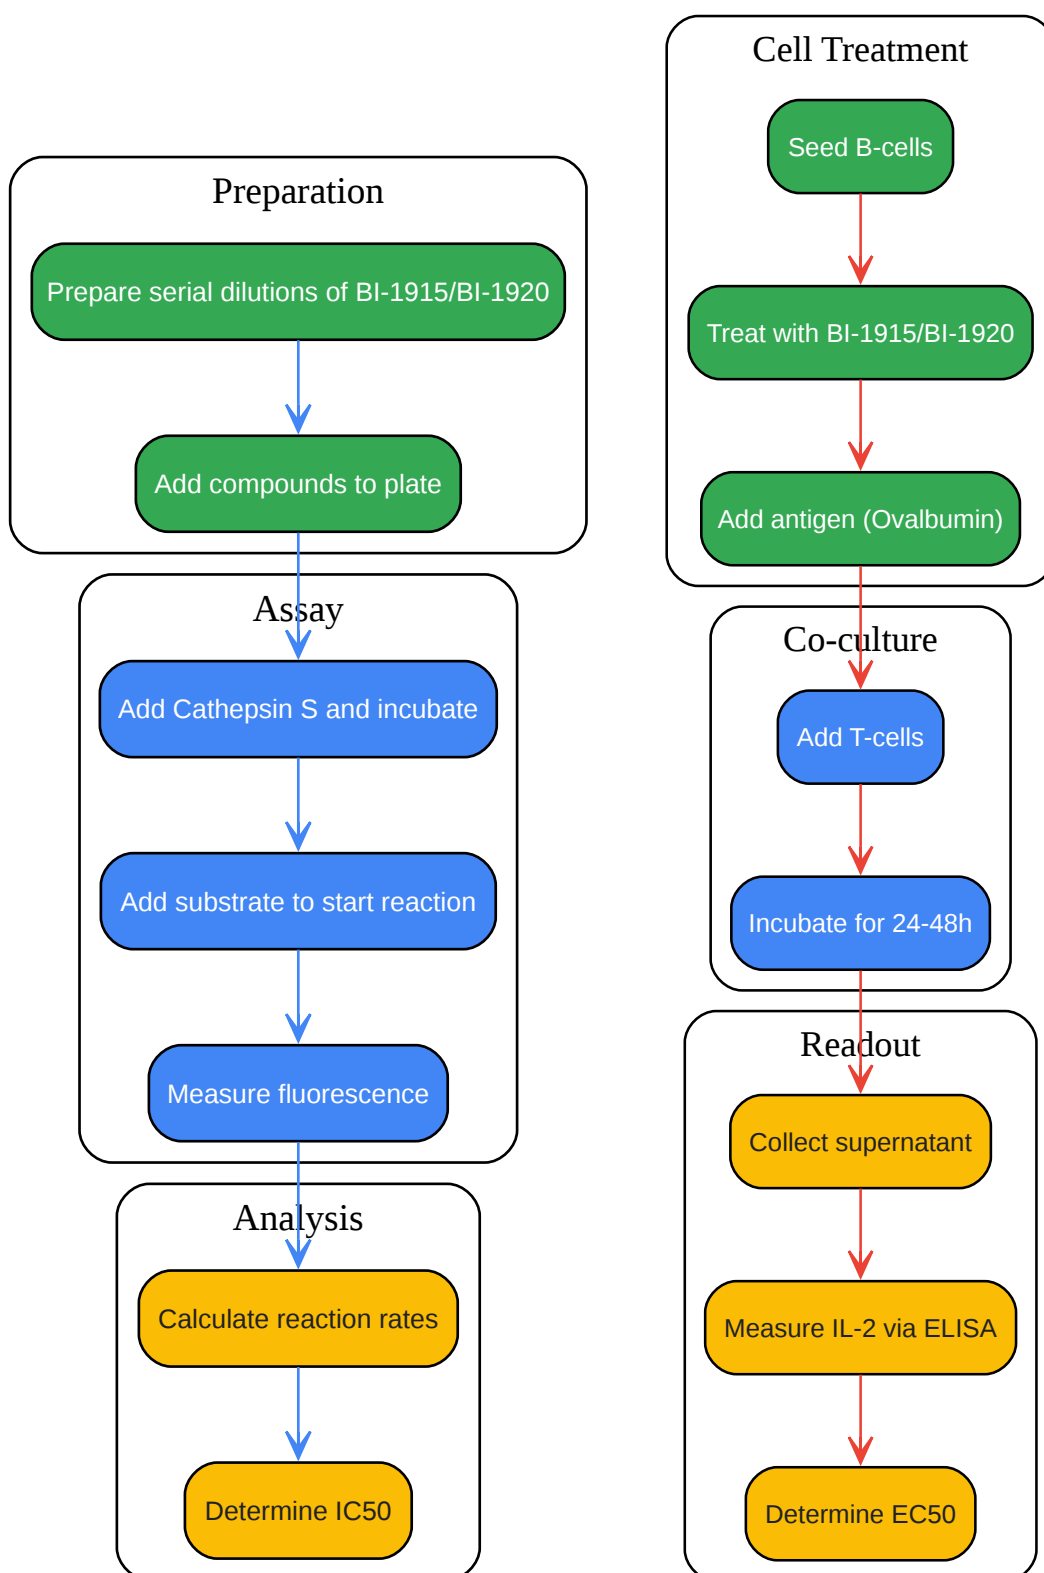 Preparation
Prepare serial dilutions of BI-1915/BI-1920
Add compounds to plate
Assay
Add Cathepsin S and incubate
Add substrate to start reaction
Measure fluorescence
Analysis
Calculate reaction rates
Determine IC50
Cell Treatment
Seed B-cells
Treat with BI-1915/BI-1920
Add antigen (Ovalbumin)
Co-culture
Add T-cells
Incubate for 24-48h
Readout
Collect supernatant
Measure IL-2 via ELISA
Determine EC50